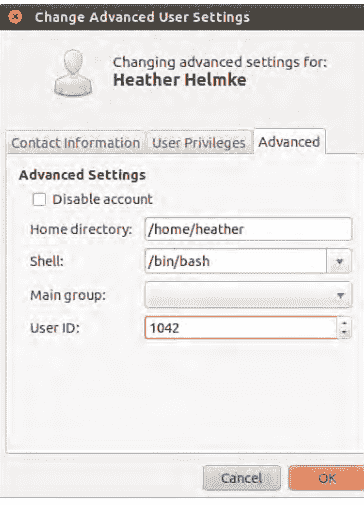 Change Advanced User Settings
Changing advanced settings for:
Heather Helmke
Contact Information User Privileges Advanced
Advanced Settings
Disable account
Home directory: /home/heather
Shell: /bin/bash
Main group:
User ID: 1042
Cancel OK